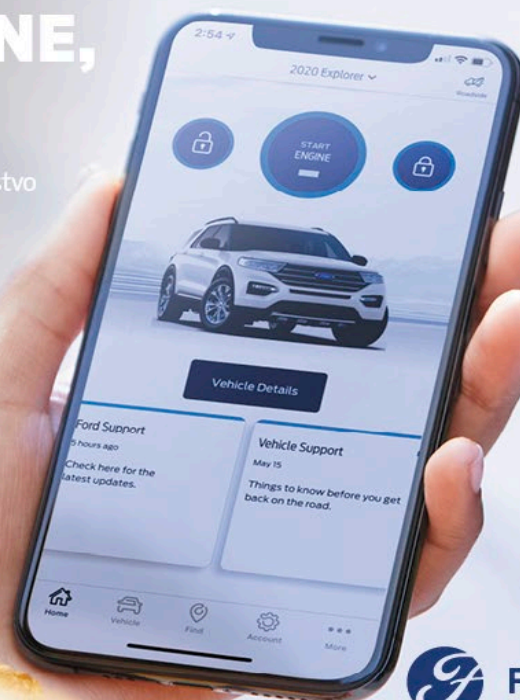 NE,
tvo
2:54
2020 Explorer
Roadside
START
ENGINE
Ford
Vehicle Details
Ford Support
5 hours ago
Check here for the
latest updates.
Vehicle Support
May 15
Things to know before you get
back on the road.
Home
Vehicle
Find
Account
More
F